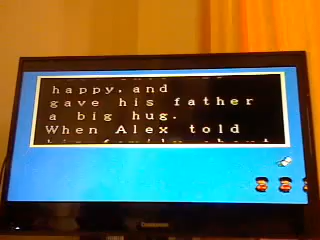 happy, and
gave his father
a big hug.
When Alex told